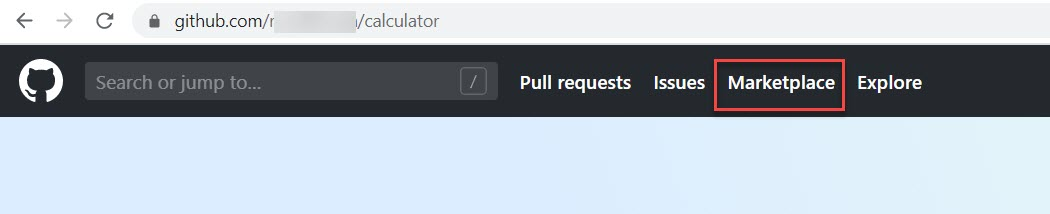 github.com/r /calculator
Search or jump to... / Pull requests Issues Marketplace Explore